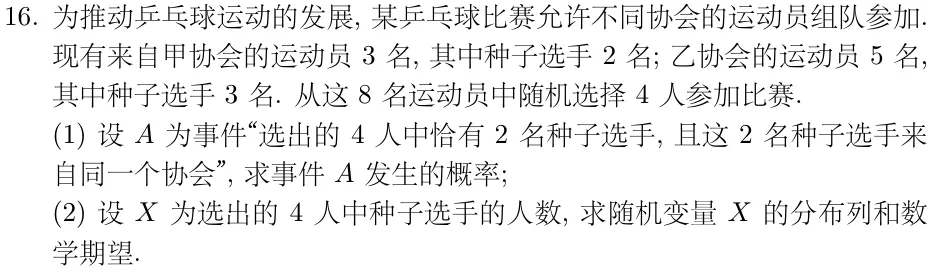 16. 为推动乒乓球运动的发展, 某乒乓球比赛允许不同协会的运动员组队参加.
现有来自甲协会的运动员 3 名, 其中种子选手 2 名; 乙协会的运动员 5 名,
其中种子选手 3 名. 从这 8 名运动员中随机选择 4 人参加比赛.
(1) 设 A 为事件“选出的 4 人中恰有 2 名种子选手, 且这 2 名种子选手来
自同一个协会”, 求事件 A 发生的概率;
(2) 设 X 为选出的 4 人中种子选手的人数, 求随机变量 X 的分布列和数
学期望.